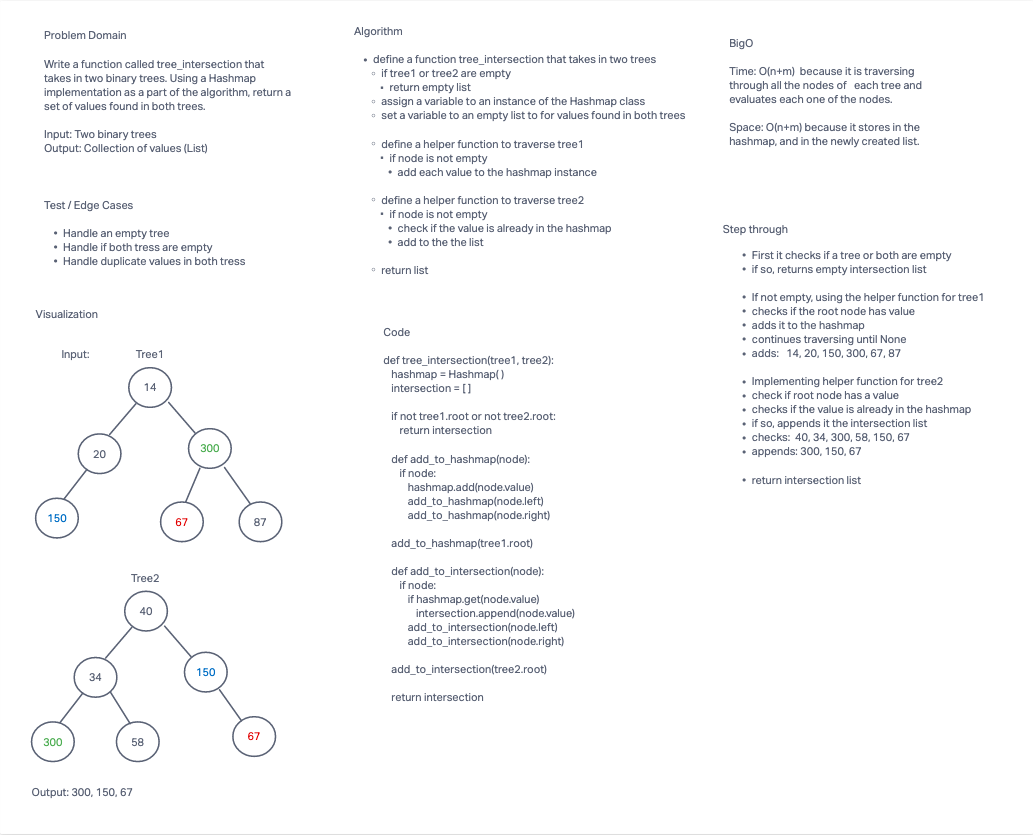 Problem Domain
Write a function called tree_intersection that
takes in two binary trees. Using a Hashmap
implementation as a part of the algorithm, return a
set of values found in both trees.
Input: Two binary trees
Output: Collection of values (List)
Test / Edge Cases
• Handle an empty tree
• Handle if both tress are empty
• Handle duplicate values in both tress
Visualization
Input: Tree1
14
20 300
150 67 87
Tree2
40
34 150
300 58 67
Output: 300, 150, 67
Algorithm
• define a function tree_intersection that takes in two trees
◦ if tree1 or tree2 are empty
• return empty list
◦ assign a variable to an instance of the Hashmap class
◦ set a variable to an empty list to for values found in both trees
◦ define a helper function to traverse tree1
• if node is not empty
• add each value to the hashmap instance
◦ define a helper function to traverse tree2
• if node is not empty
• check if the value is already in the hashmap
• add to the the list
◦ return list
Code
def tree_intersection(tree1, tree2):
hashmap = Hashmap( )
intersection = [ ]
if not tree1.root or not tree2.root:
return intersection
def add_to_hashmap(node):
if node:
hashmap.add(node.value)
add_to_hashmap(node.left)
add_to_hashmap(node.right)
add_to_hashmap(tree1.root)
def add_to_intersection(node):
if node:
if hashmap.get(node.value)
intersection.append(node.value)
add_to_intersection(node.left)
add_to_intersection(node.right)
add_to_intersection(tree2.root)
return intersection
BigO
Time: O(n+m) because it is traversing
through all the nodes of each tree and
evaluates each one of the nodes.
Space: O(n+m) because it stores in the
hashmap, and in the newly created list.
Step through
• First it checks if a tree or both are empty
• if so, returns empty intersection list
• If not empty, using the helper function for tree1
• checks if the root node has value
• adds it to the hashmap
• continues traversing until None
• adds: 14, 20, 150, 300, 67, 87
• Implementing helper function for tree2
• check if root node has a value
• checks if the value is already in the hashmap
• if so, appends it the intersection list
• checks: 40, 34, 300, 58, 150, 67
• appends: 300, 150, 67
• return intersection list